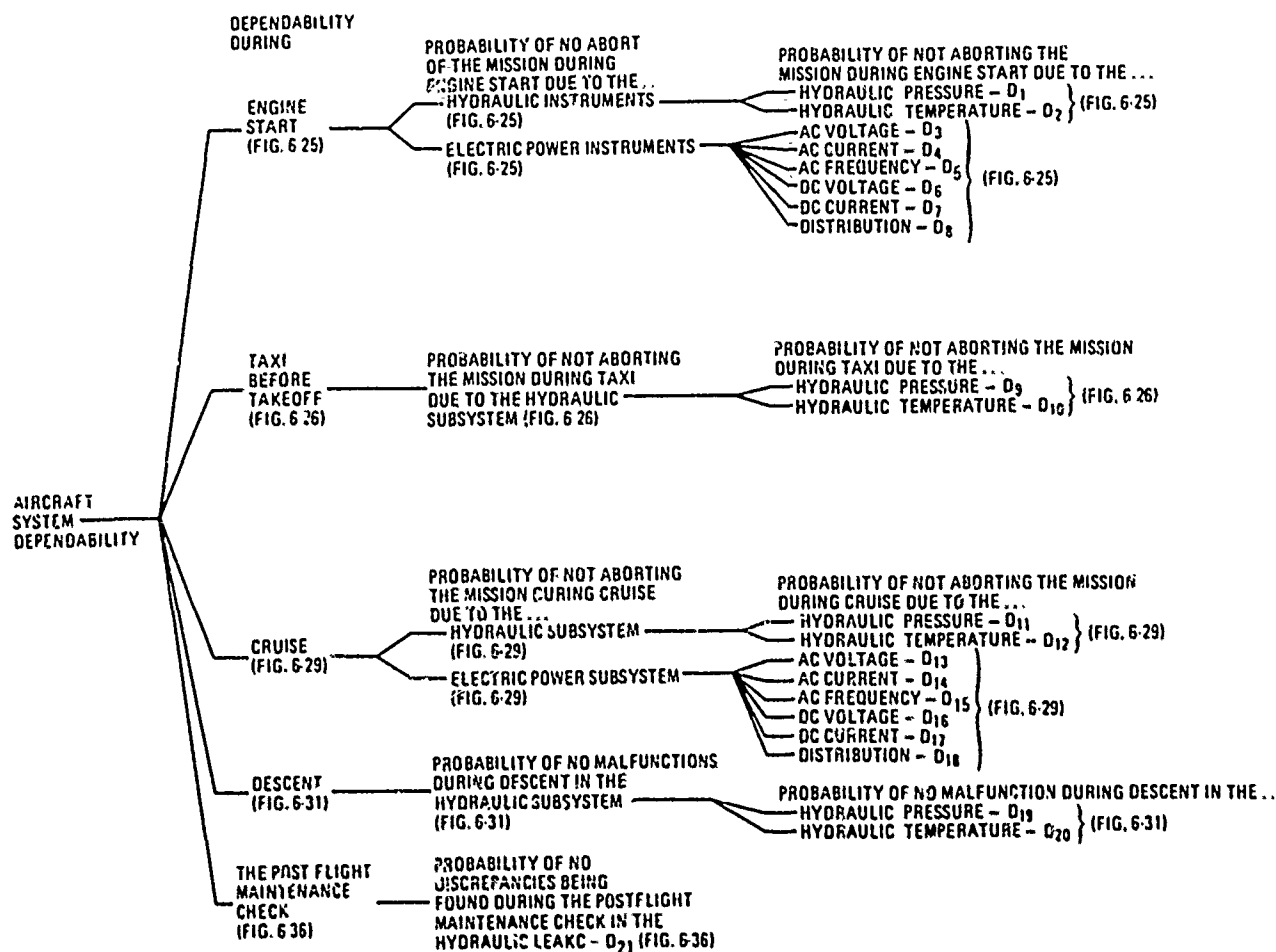 DEPENDABILITY
DURING
PROBABILITY OF NO ABORT
OF THE MISSION DURING
ENGINE START DUE TO THE...
PROBABILITY OF NOT ABORTING THE
MISSION DURING ENGINE START DUE TO THE ...
ENGINE
START
(FIG. 6-25)
HYDRAULIC INSTRUMENTS
(FIG. 6-25)
HYDRAULIC PRESSURE – D1
HYDRAULIC TEMPERATURE – D2
(FIG. 6-25)
ELECTRIC POWER INSTRUMENTS
(FIG. 6-25)
AC VOLTAGE – D3
AC CURRENT – D4
AC FREQUENCY – D5
DC VOLTAGE – D6
DC CURRENT – D7
DISTRIBUTION – D8
(FIG. 6-25)
TAXI
BEFORE
TAKEOFF
(FIG. 6-26)
PROBABILITY OF NOT ABORTING
THE MISSION DURING TAXI
DUE TO THE HYDRAULIC
SUBSYSTEM (FIG. 6-26)
PROBABILITY OF NOT ABORTING THE MISSION
DURING TAXI DUE TO THE ...
HYDRAULIC PRESSURE – D9
HYDRAULIC TEMPERATURE – D10
(FIG. 6-26)
AIRCRAFT
SYSTEM
DEPENDABILITY
CRUISE
(FIG. 6-29)
PROBABILITY OF NOT ABORTING
THE MISSION CURING CRUISE
DUE TO THE ...
HYDRAULIC SUBSYSTEM
(FIG. 6-29)
ELECTRIC POWER SUBSYSTEM
(FIG. 6-29)
PROBABILITY OF NOT ABORTING THE MISSION
DURING CRUISE DUE TO THE ...
HYDRAULIC PRESSURE – D11
HYDRAULIC TEMPERATURE – D12
(FIG. 6-29)
AC VOLTAGE – D13
AC CURRENT – D14
AC FREQUENCY – D15
DC VOLTAGE – D16
DC CURRENT – D17
DISTRIBUTION – D18
(FIG. 6-29)
DESCENT
(FIG. 6-31)
PROBABILITY OF NO MALFUNCTIONS
DURING DESCENT IN THE
HYDRAULIC SUBSYSTEM
(FIG. 6-31)
PROBABILITY OF NO MALFUNCTION DURING DESCENT IN THE ..
HYDRAULIC PRESSURE – D19
HYDRAULIC TEMPERATURE – D20
(FIG. 6-31)
THE POST FLIGHT
MAINTENANCE
CHECK
(FIG. 6-36)
PROBABILITY OF NO
DISCREPANCIES BEING
FOUND DURING THE POSTFLIGHT
MAINTENANCE CHECK IN THE
HYDRAULIC LEAKC – D21 (FIG. 6-36)